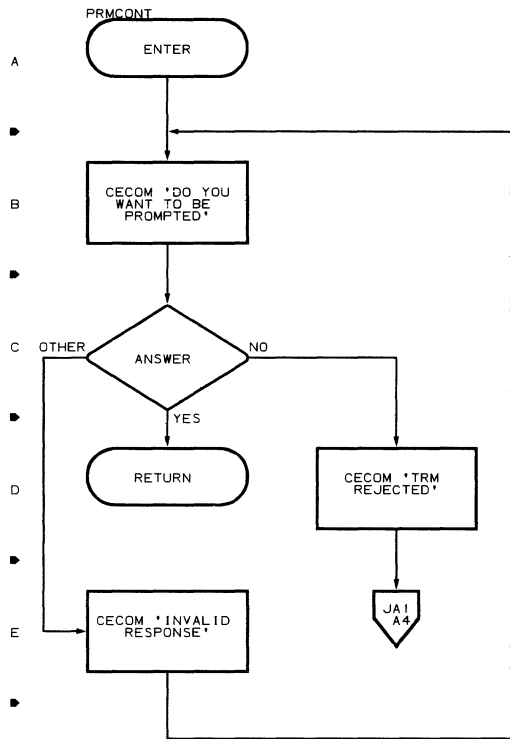 PRMCONT
ENTER
A
CECOM 'DO YOU
WANT TO BE
PROMPTED'
B
C
OTHER
ANSWER
NO
YES
RETURN
D
CECOM 'TRM
REJECTED'
CECOM 'INVALID
RESPONSE'
E
JA1
A4